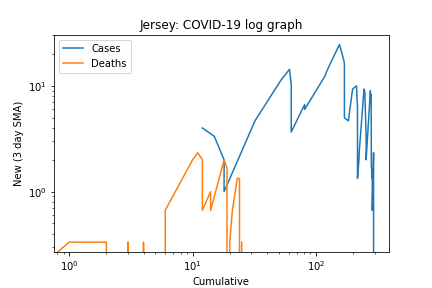 Jersey: COVID-19 log graph
Cases
Deaths
New (3 day SMA)
10¹
10⁰
10⁰ 10¹ 10²
Cumulative